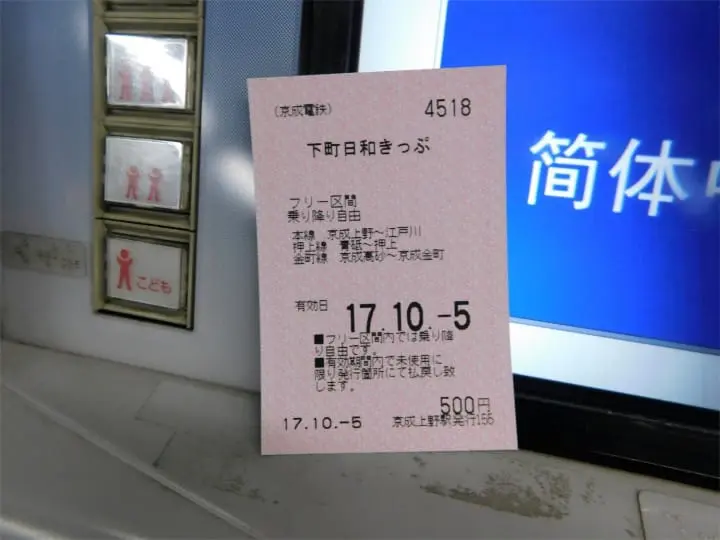 (京成電鉄) 4518
下町日和きっぷ
フリー区間
乗り降り自由
本線 京成上野~江戸川
押上線 青砥~押上
金町線 京成高砂~京成金町
有効日 17.10.-5
■フリー区間内では乗り降
り自由です。
■有効期間内で未使用に
限り発行箇所にて払戻し致
します。
500円
17.10.-5 京成上野駅発行155
こども
简体